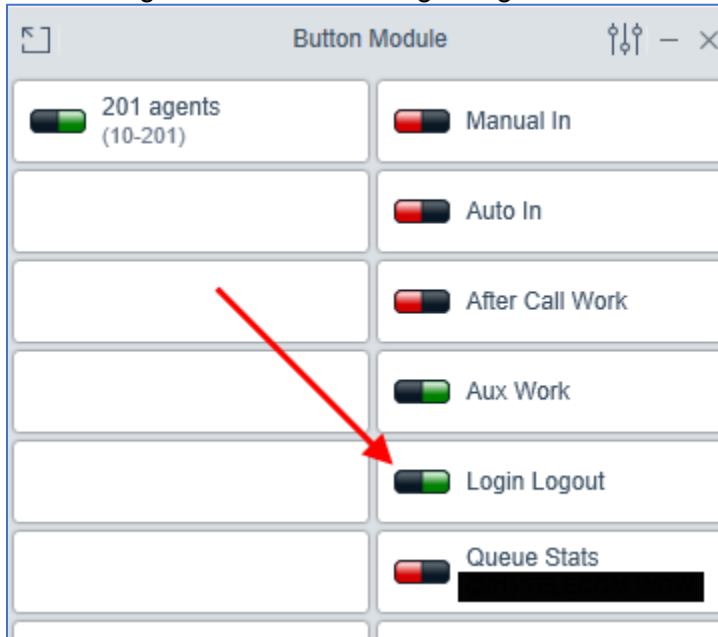 Button Module
201 agents
(10-201)
Manual In
Auto In
After Call Work
Aux Work
Login Logout
Queue Stats